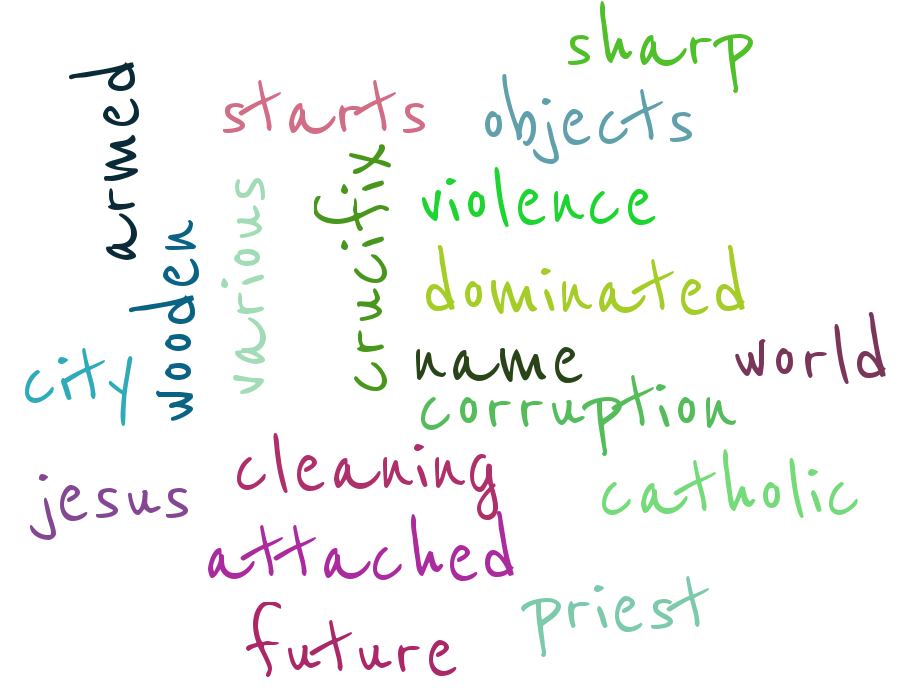 sharp
armed
starts
objects
various
crucifix
violence
wooden
dominated
city
name
world
corruption
jesus
cleaning
catholic
attached
priest
future